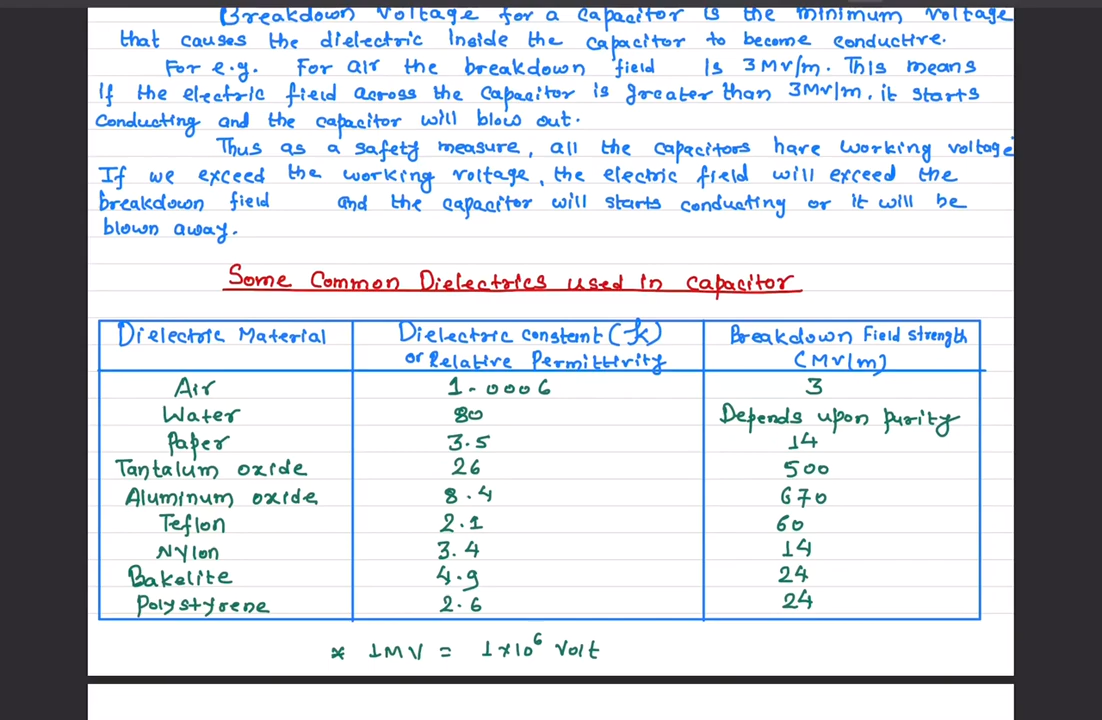 Breakdown Voltage for a capacitor is the minimum voltage
that causes the dielectric inside the capacitor to become conductive.
For e.g. For air the breakdown field is 3 MV/m. This means
If the electric field across the capacitor is greater than 3MV/m, it starts
Conducting and the capacitor will blow out.
Thus as a safety measure, all the capacitors have working voltage
If we exceed the working voltage, the electric field will exceed the
breakdown field and the capacitor will starts conducting or it will be
blown away.
Some Common Dielectrics used in capacitor
Dielectric Material Dielectric constant (k) Breakdown Field strength
or Relative Permittivity (MV/m)
Air 1.0006 3
Water 80 Depends upon purity
Paper 3.5 14
Tantalum oxide 26 500
Aluminum oxide 8.4 670
Teflon 2.1 60
Nylon 3.4 14
Bakelite 4.9 24
Polystyrene 2.6 24
* 1MV = 1×10⁶ Volt